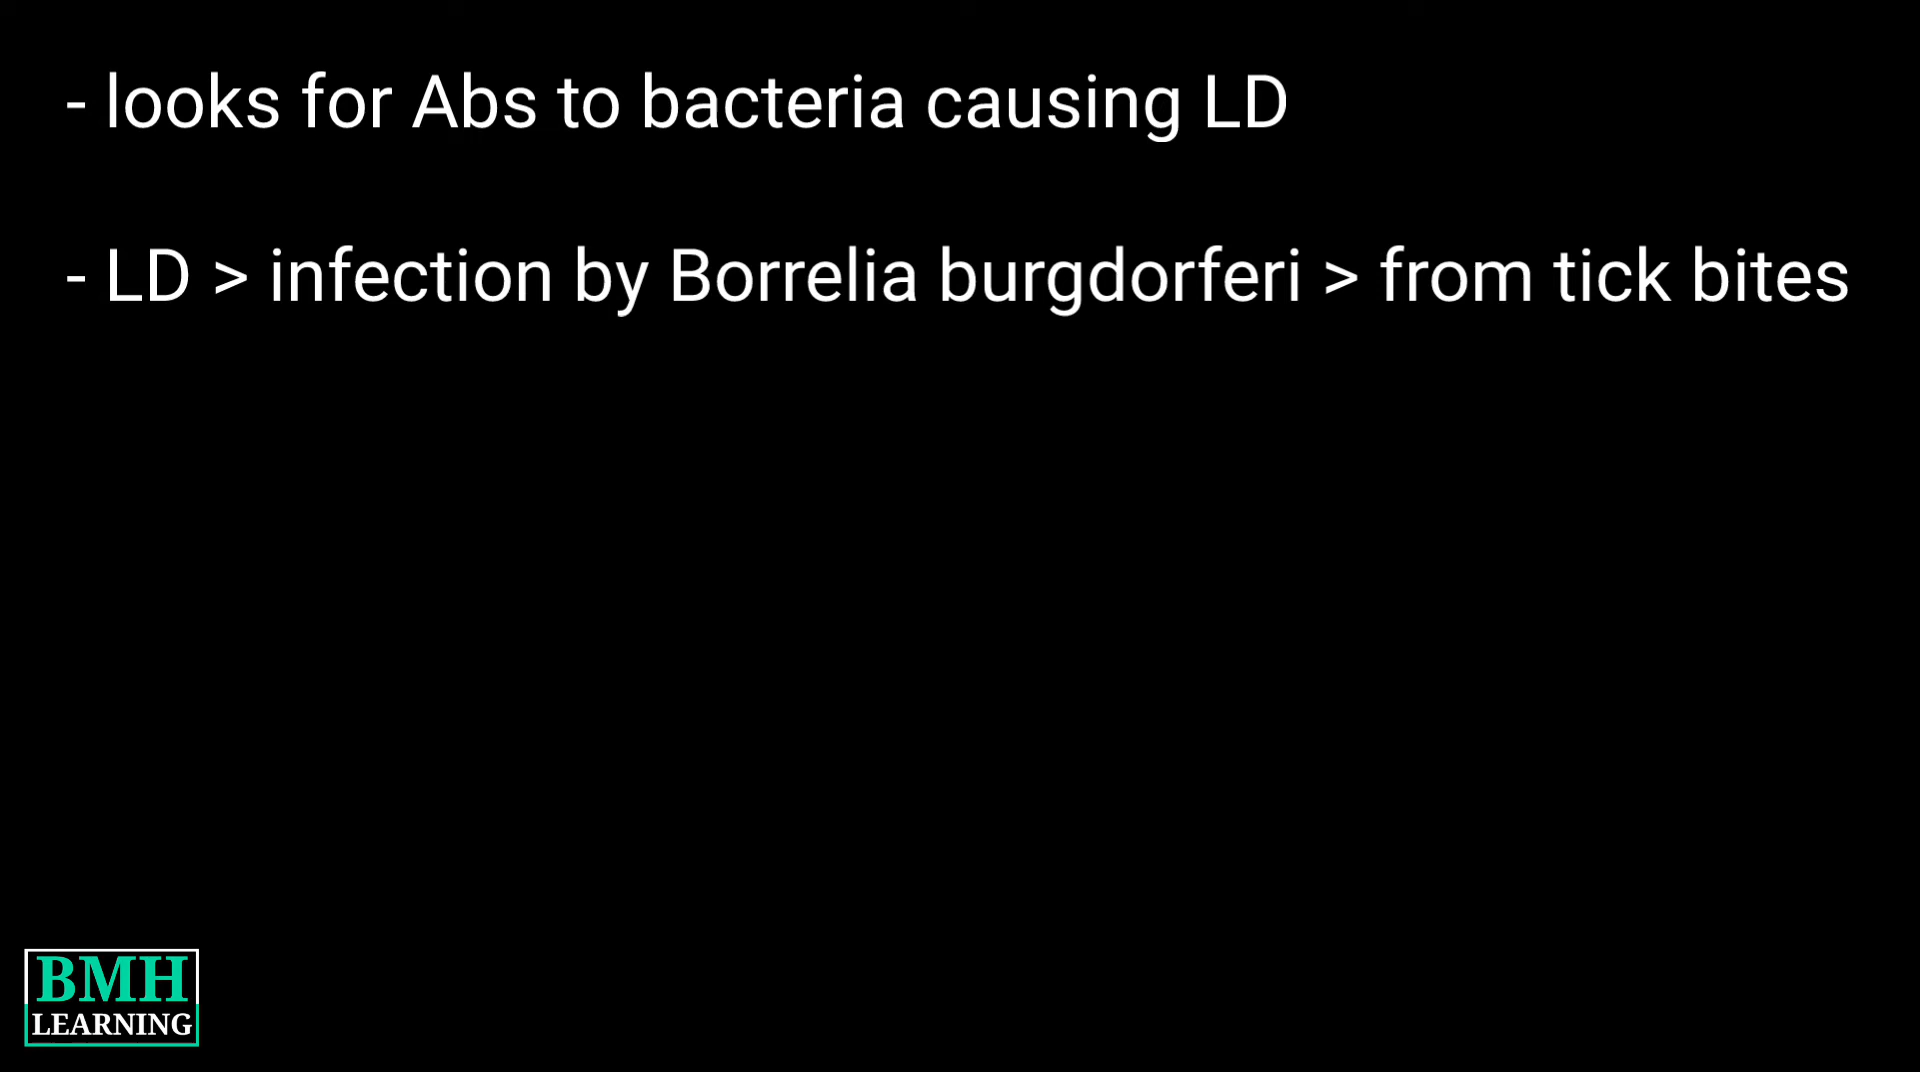 - looks for Abs to bacteria causing LD
- LD > infection by Borrelia burgdorferi > from tick bites
BMH
LEARNING